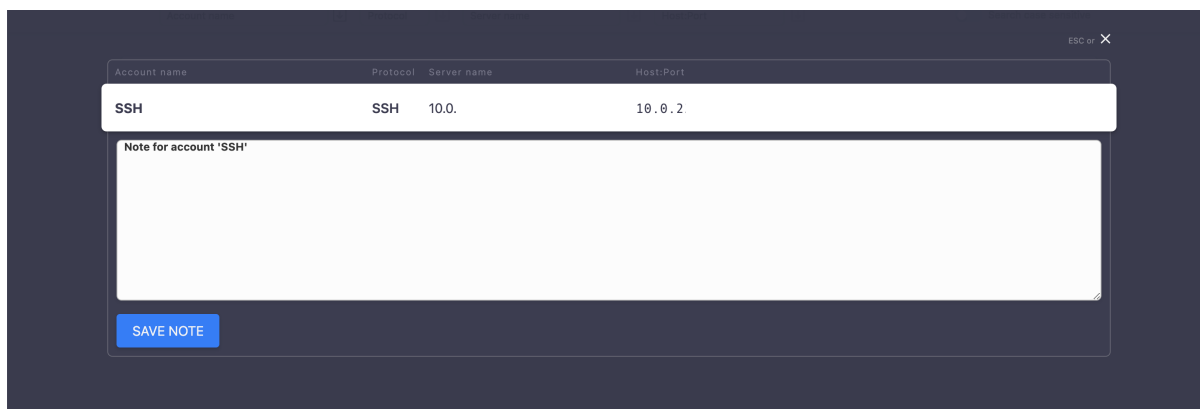 ESC or ✕
Account name Protocol Server name Host:Port
SSH SSH 10.0. 10.0.2
Note for account 'SSH'
SAVE NOTE